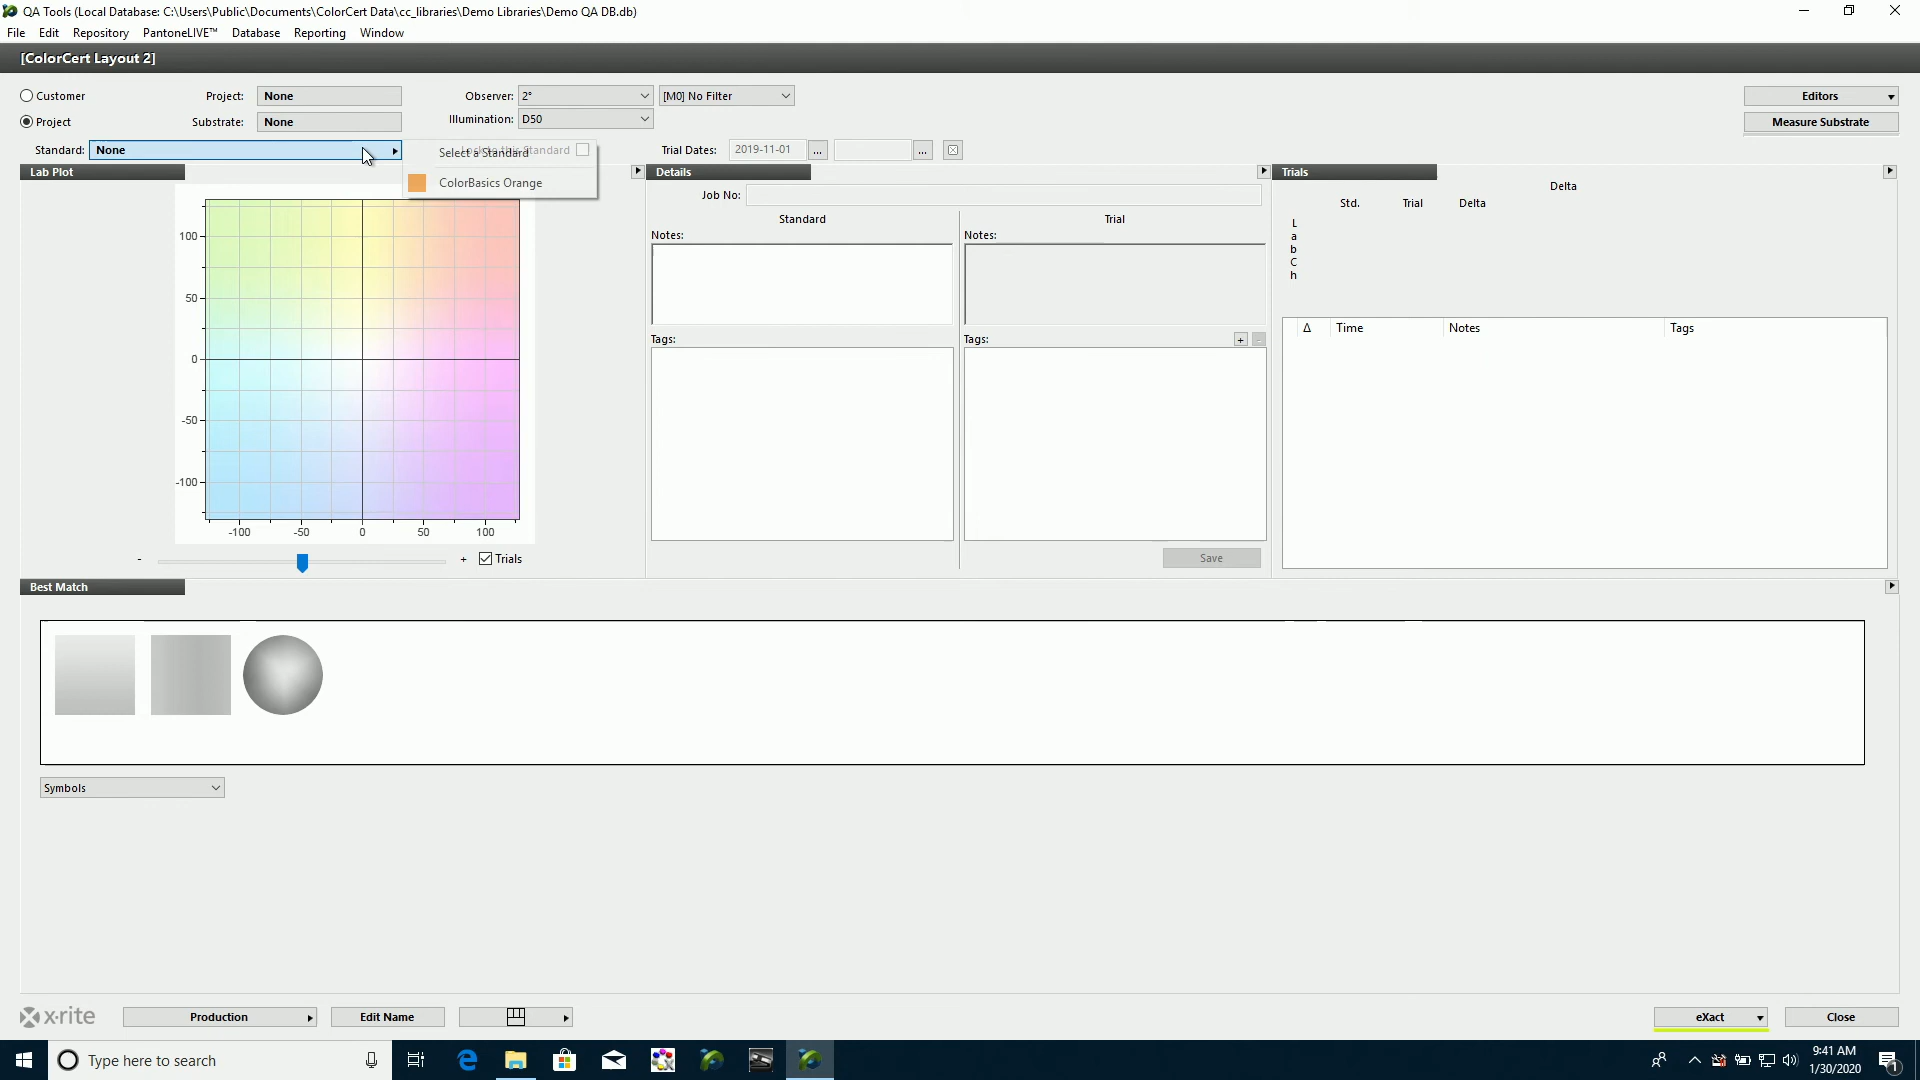 QA Tools (Local Database: C:\Users\Public\Documents\ColorCert Data\cc_libraries\Demo Libraries\Demo QA DB.db)
File Edit Repository PantoneLIVE™ Database Reporting Window
[ColorCert Layout 2]
Customer Project: None Observer: 2° [M0] No Filter Editors
Project Substrate: None Illumination: D50 Measure Substrate
Standard: None Select a Standard Trial Dates: 2019-11-01 ... ...
ColorBasics Orange
Lab Plot Details Trials
Job No: Delta
Std. Trial Delta
Standard Trial
Notes: Notes:
L
a
b
C
h
100
50
0
-50
-100
-100 -50 0 50 100
Tags: Tags: + -
Δ Time Notes Tags
- + Trials Save
Best Match
Symbols
x·rite Production Edit Name eXact Close
Type here to search
9:41 AM
1/30/2020
1